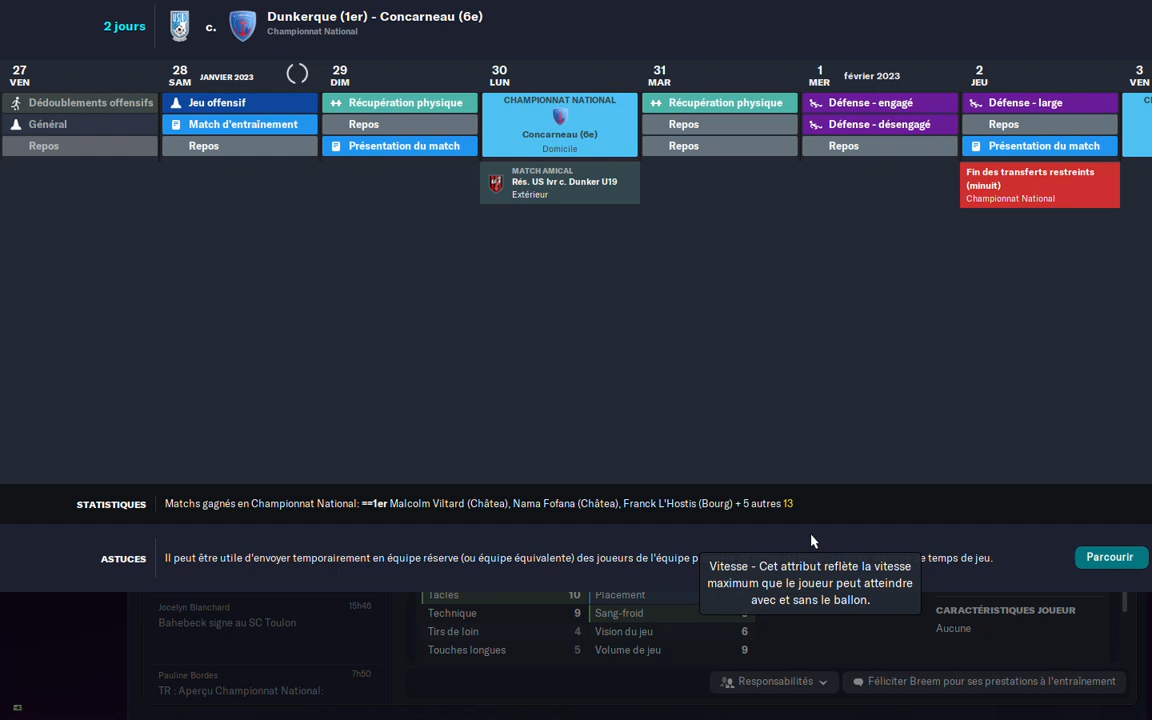 2 jours
c.
Dunkerque (1er) - Concarneau (6e)
Championnat National
27
VEN
28
SAM
JANVIER 2023
29
DIM
30
LUN
31
MAR
1
MER
février 2023
2
JEU
3
VEN
Dédoublements offensifs
Général
Repos
Jeu offensif
Match d'entraînement
Repos
Récupération physique
Repos
Présentation du match
CHAMPIONNAT NATIONAL
Concarneau (6e)
Domicile
MATCH AMICAL
Rés. US Ivr c. Dunker U19
Extérieur
Récupération physique
Repos
Repos
Défense - engagé
Défense - désengagé
Repos
Défense - large
Repos
Présentation du match
Fin des transferts restreints
(minuit)
Championnat National
STATISTIQUES
Matchs gagnés en Championnat National: ==1er Malcolm Viltard (Châtea), Nama Fofana (Châtea), Franck L'Hostis (Bourg) + 5 autres 13
ASTUCES
Il peut être utile d'envoyer temporairement en équipe réserve (ou équipe équivalente) des joueurs de l'équipe
temps de jeu.
Parcourir
Vitesse - Cet attribut reflète la vitesse
maximum que le joueur peut atteindre
avec et sans le ballon.
Jocelyn Blanchard
15h46
Bahebeck signe au SC Toulon
Pauline Bordes
7h50
TR : Aperçu Championnat National:
Tacles 10
Technique 9
Tirs de loin 4
Touches longues 5
Placement
Sang-froid
Vision du jeu 6
Volume de jeu 9
CARACTÉRISTIQUES JOUEUR
Aucune
Responsabilités
Féliciter Breem pour ses prestations à l'entraînement